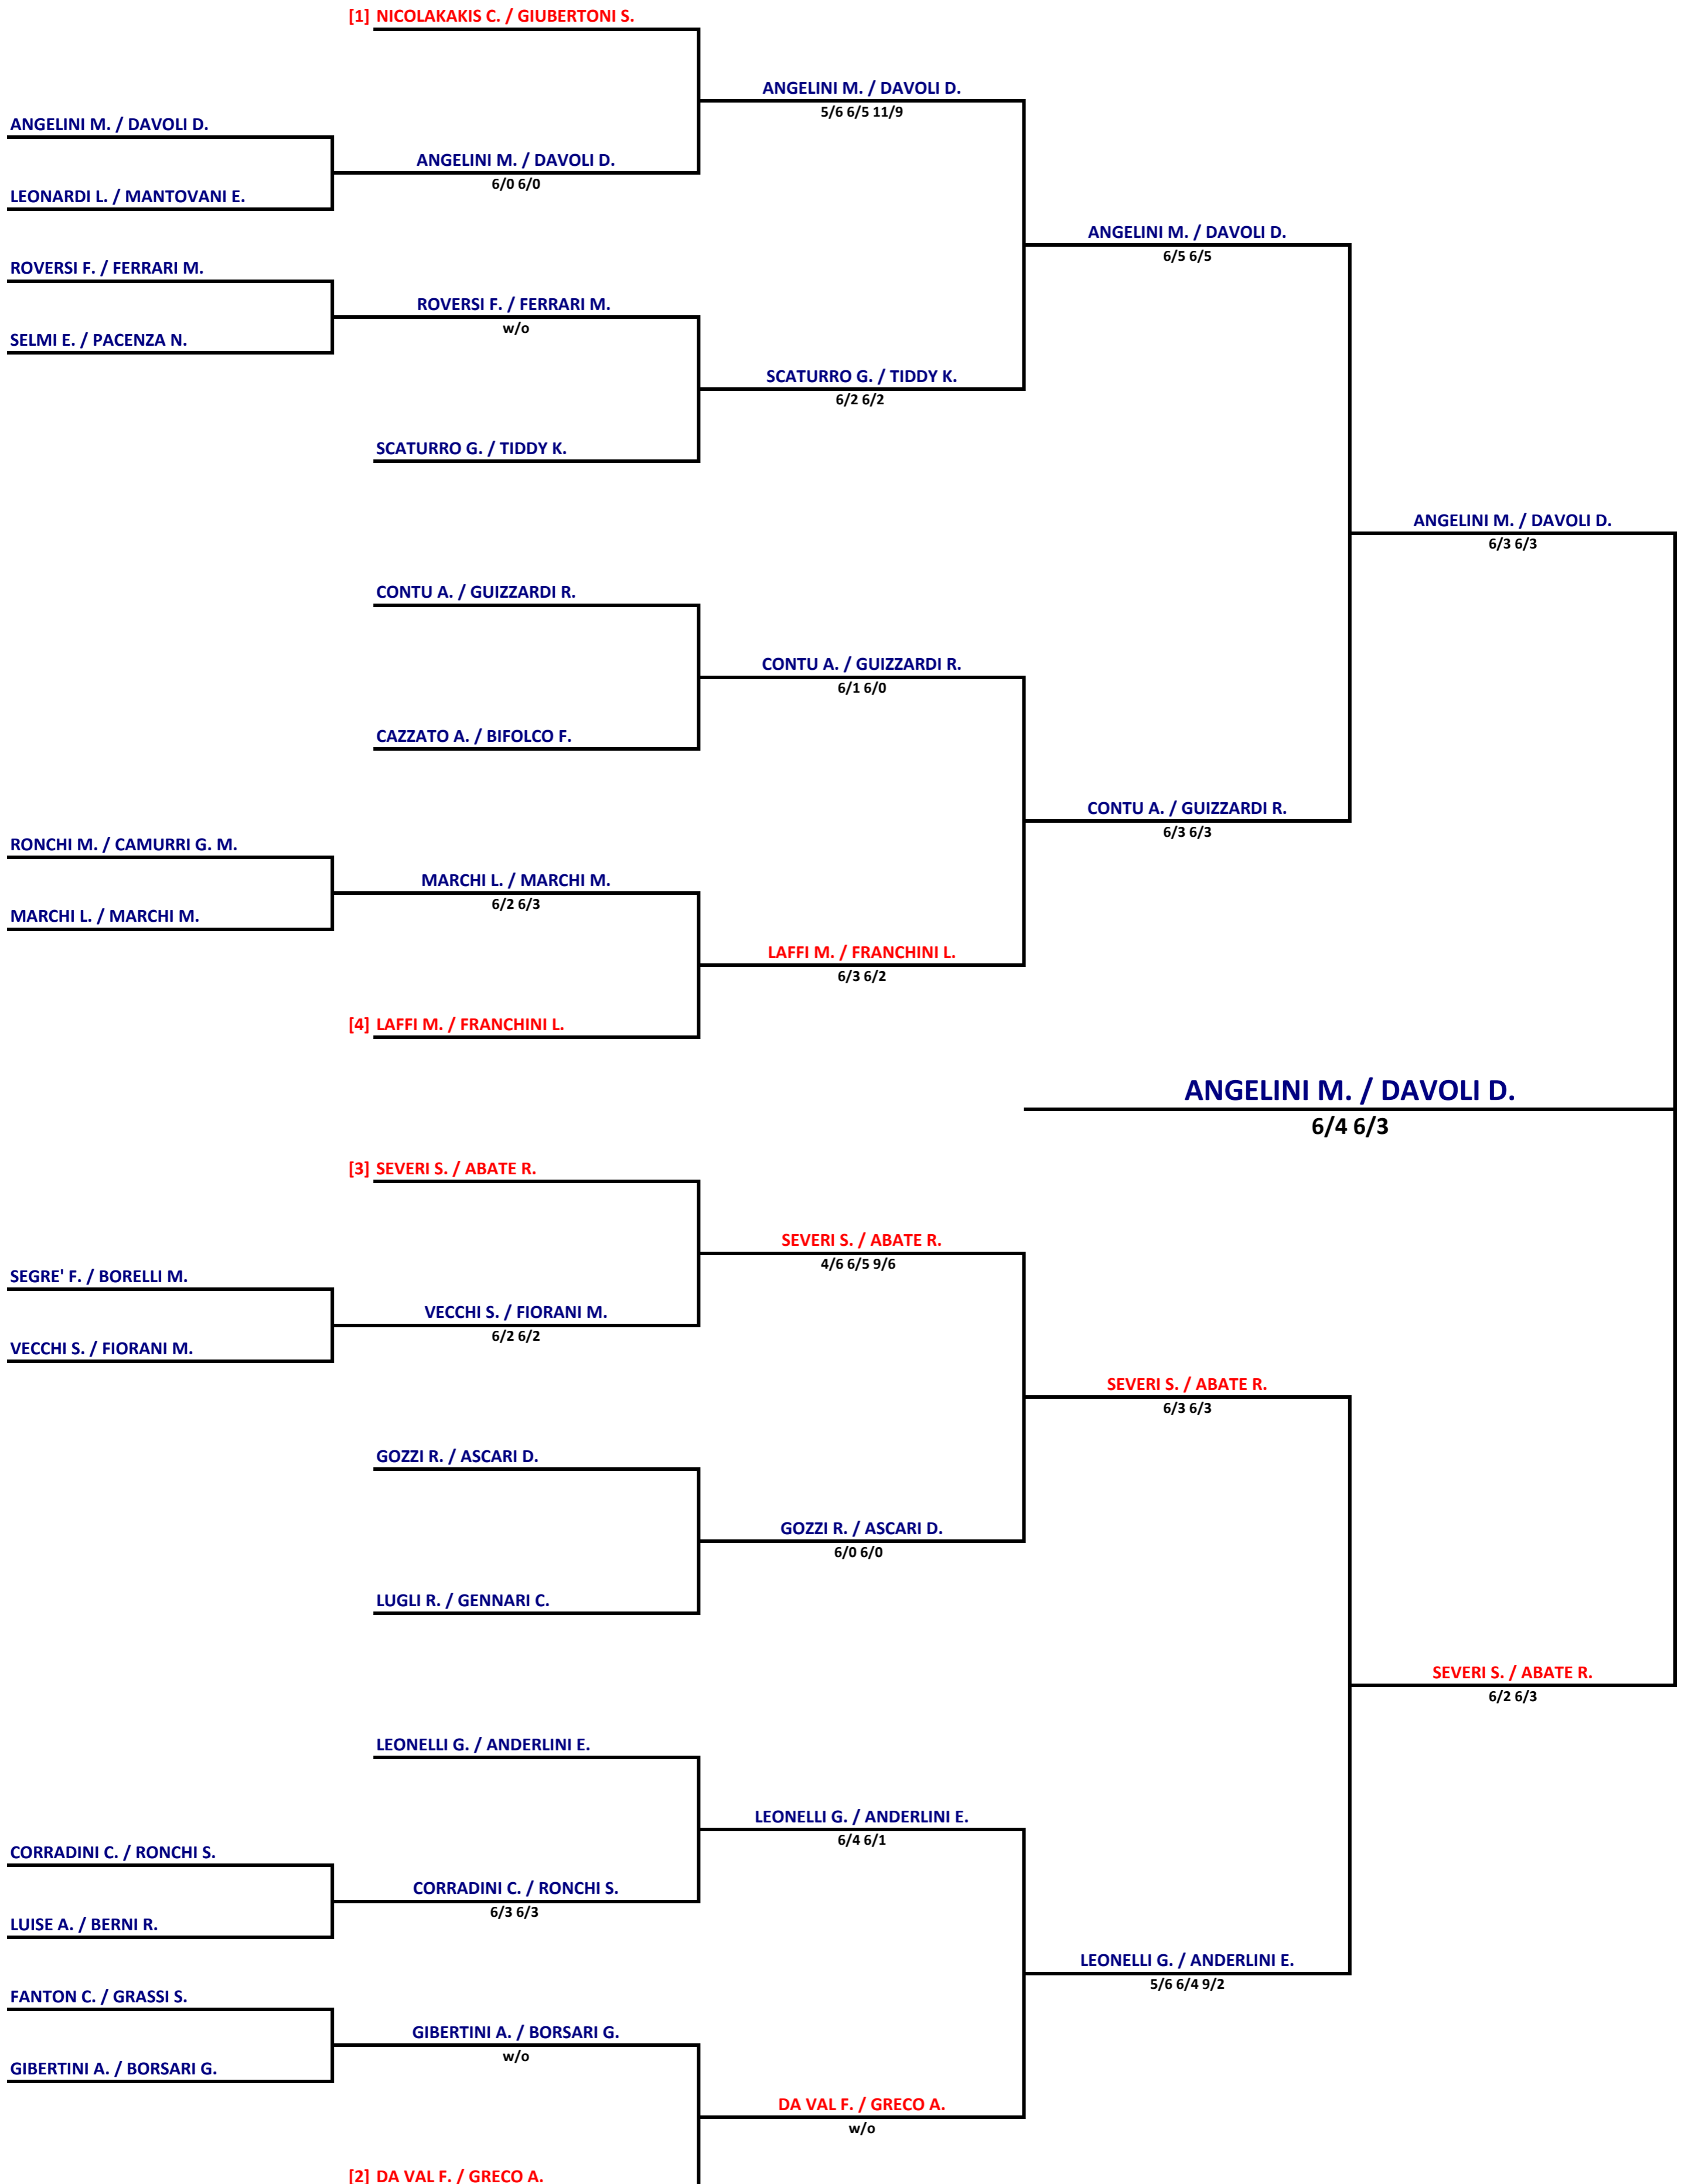 [1] NICOLAKAKIS C. / GIUBERTONI S.
ANGELINI M. / DAVOLI D.
5/6 6/5 11/9
ANGELINI M. / DAVOLI D.
ANGELINI M. / DAVOLI D.
6/0 6/0
LEONARDI L. / MANTOVANI E.
ANGELINI M. / DAVOLI D.
6/5 6/5
ROVERSI F. / FERRARI M.
ROVERSI F. / FERRARI M.
w/o
SELMI E. / PACENZA N.
SCATURRO G. / TIDDY K.
6/2 6/2
SCATURRO G. / TIDDY K.
ANGELINI M. / DAVOLI D.
6/3 6/3
CONTU A. / GUIZZARDI R.
CONTU A. / GUIZZARDI R.
6/1 6/0
CAZZATO A. / BIFOLCO F.
CONTU A. / GUIZZARDI R.
6/3 6/3
RONCHI M. / CAMURRI G. M.
MARCHI L. / MARCHI M.
6/2 6/3
MARCHI L. / MARCHI M.
LAFFI M. / FRANCHINI L.
6/3 6/2
[4] LAFFI M. / FRANCHINI L.
ANGELINI M. / DAVOLI D.
6/4 6/3
[3] SEVERI S. / ABATE R.
SEVERI S. / ABATE R.
4/6 6/5 9/6
SEGRE' F. / BORELLI M.
VECCHI S. / FIORANI M.
6/2 6/2
VECCHI S. / FIORANI M.
SEVERI S. / ABATE R.
6/3 6/3
GOZZI R. / ASCARI D.
GOZZI R. / ASCARI D.
6/0 6/0
LUGLI R. / GENNARI C.
SEVERI S. / ABATE R.
6/2 6/3
LEONELLI G. / ANDERLINI E.
LEONELLI G. / ANDERLINI E.
6/4 6/1
CORRADINI C. / RONCHI S.
CORRADINI C. / RONCHI S.
6/3 6/3
LUISE A. / BERNI R.
LEONELLI G. / ANDERLINI E.
5/6 6/4 9/2
FANTON C. / GRASSI S.
GIBERTINI A. / BORSARI G.
w/o
GIBERTINI A. / BORSARI G.
DA VAL F. / GRECO A.
w/o
[2] DA VAL F. / GRECO A.